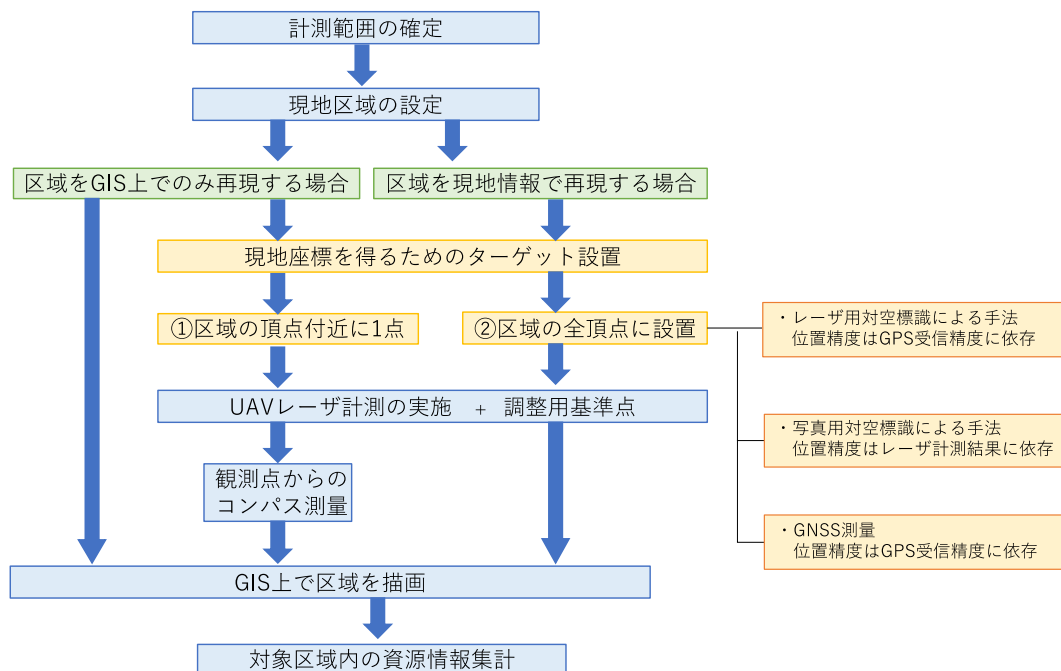 計測範囲の確定
現地区域の設定
区域をGIS上でのみ再現する場合
区域を現地情報で再現する場合
現地座標を得るためのターゲット設置
①区域の頂点付近に1点
②区域の全頂点に設置
・レーザ用対空標識による手法
位置精度はGPS受信精度に依存
UAVレーザ計測の実施 + 調整用基準点
・写真用対空標識による手法
位置精度はレーザ計測結果に依存
観測点からの
コンパス測量
・GNSS測量
位置精度はGPS受信精度に依存
GIS上で区域を描画
対象区域内の資源情報集計